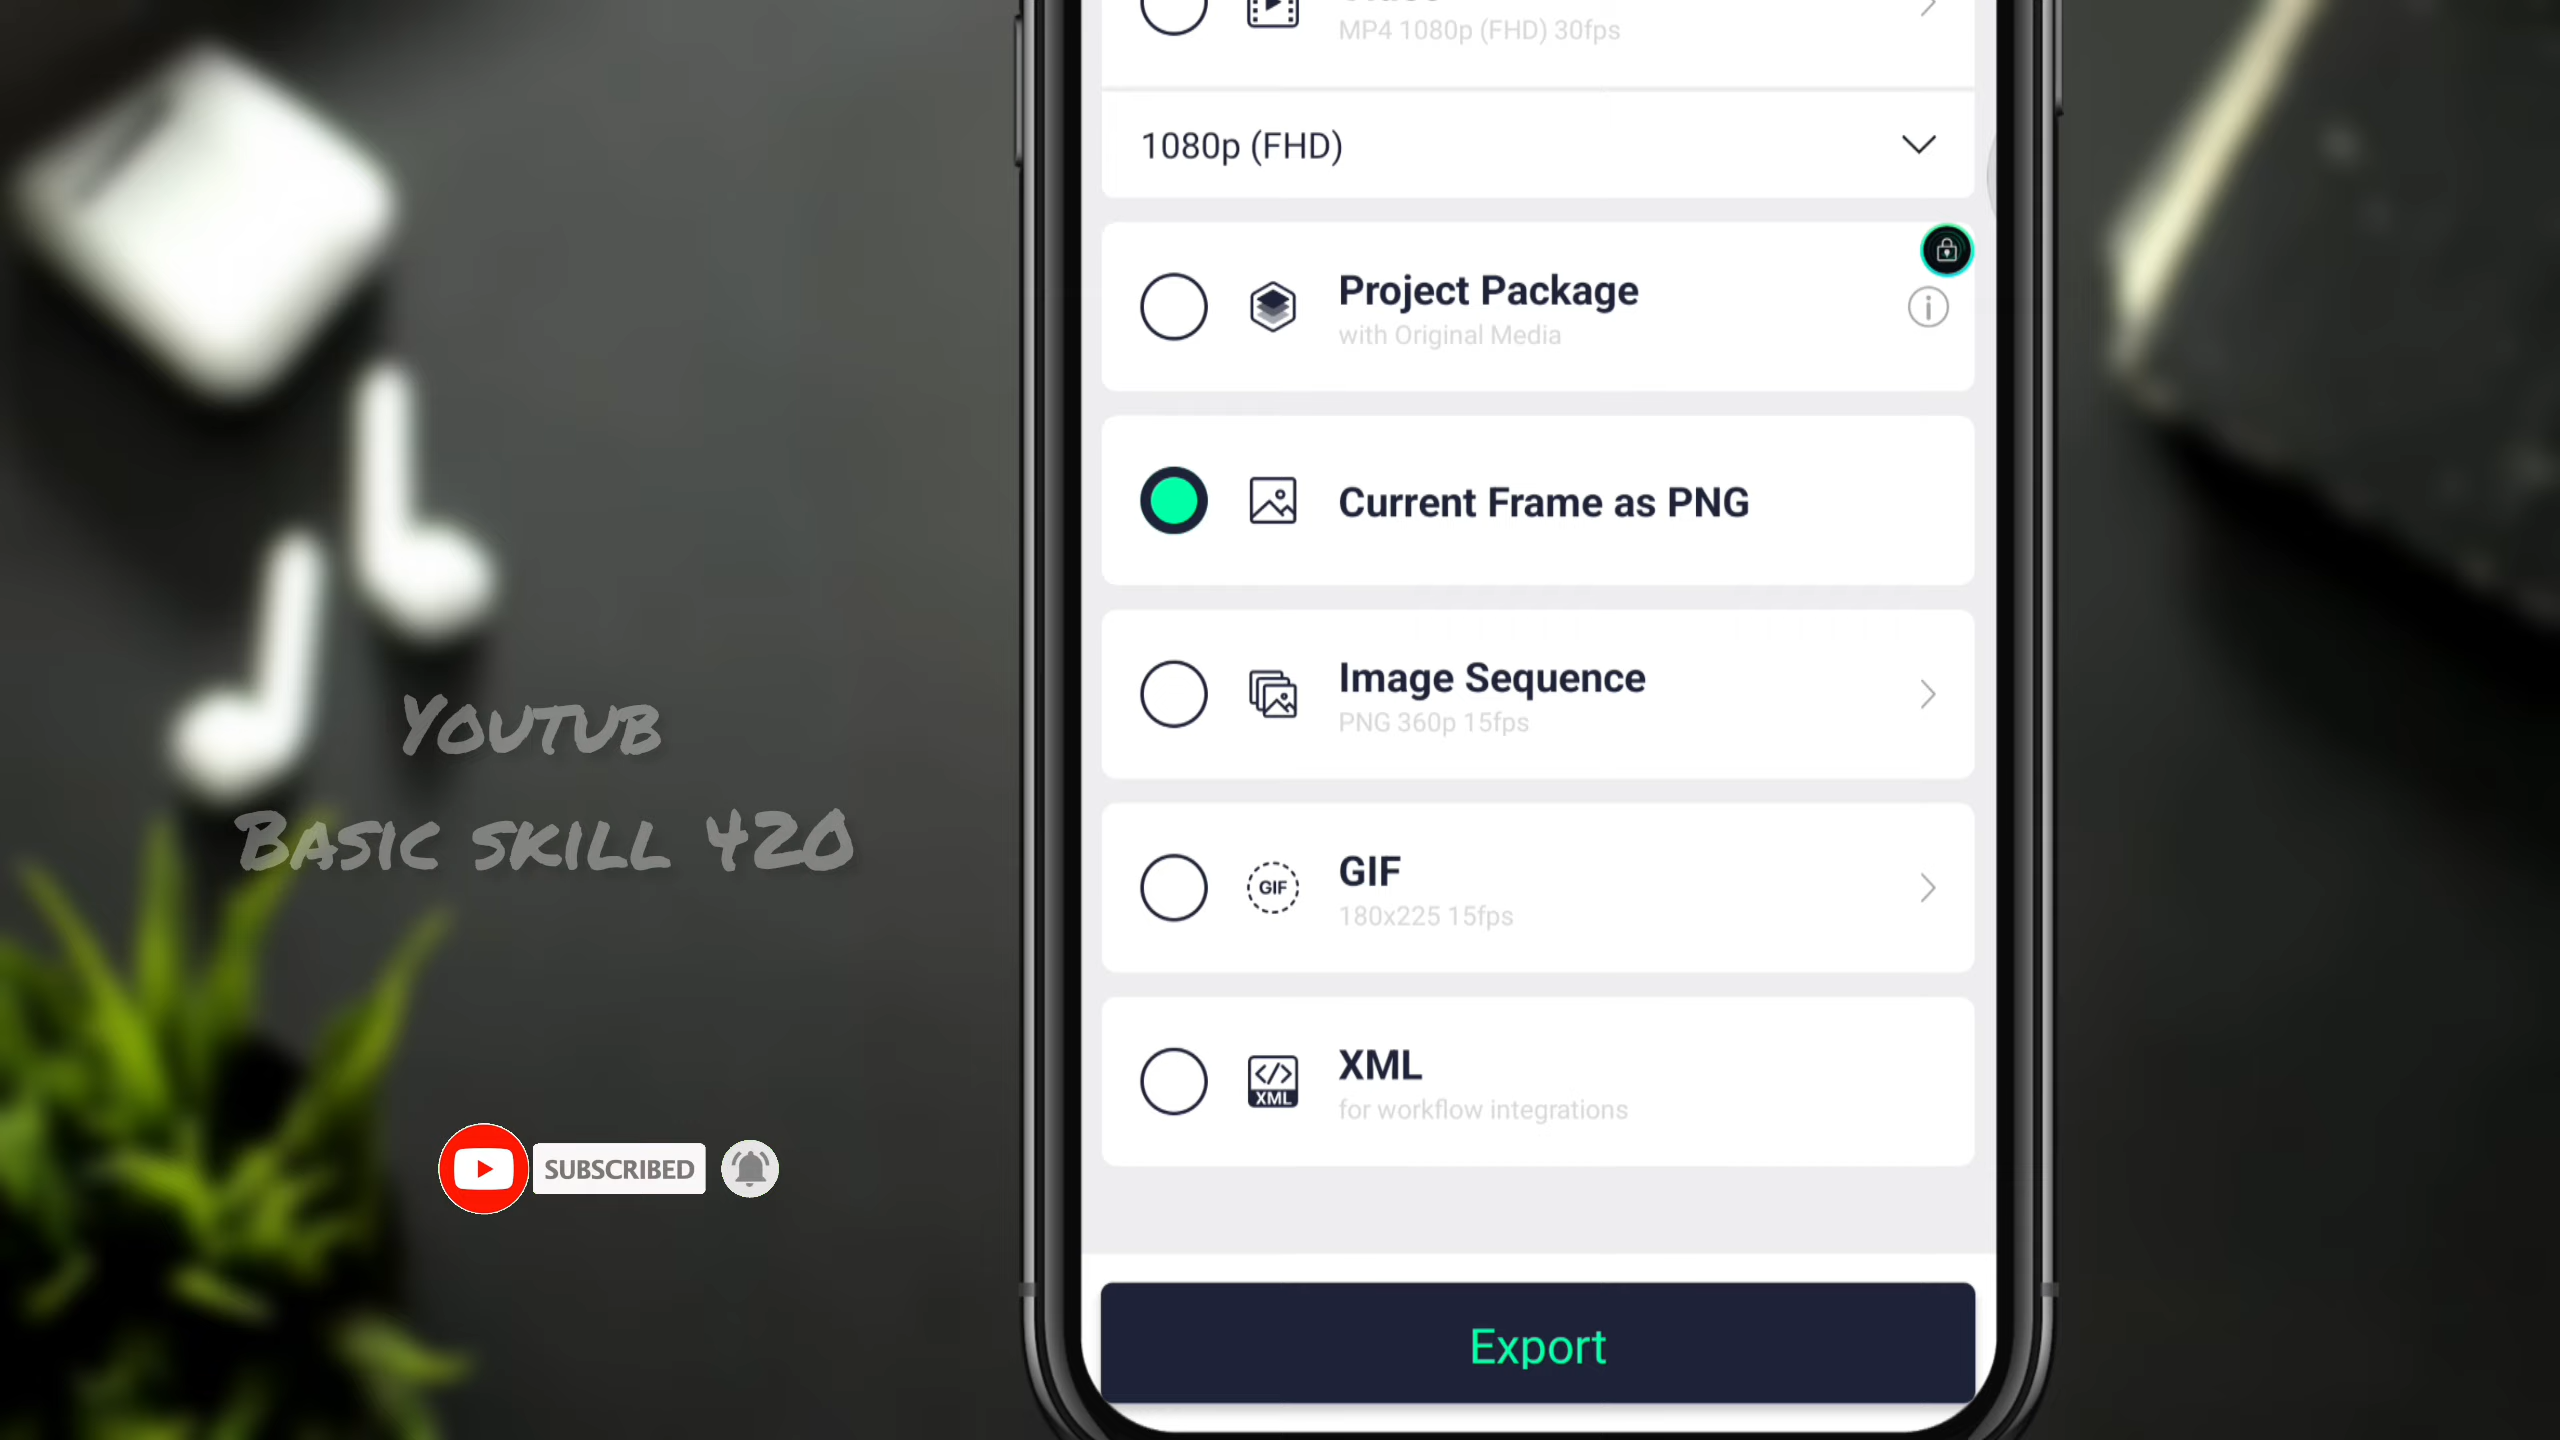 MP4 1080p (FHD) 30fps
1080p (FHD)
Project Package
with Original Media
Current Frame as PNG
Image Sequence
PNG 360p 15fps
GIF
GIF
180x225 15fps
XML
</>
XML
for workflow integrations
Export
Youtub
Basic skill 420
SUBSCRIBED